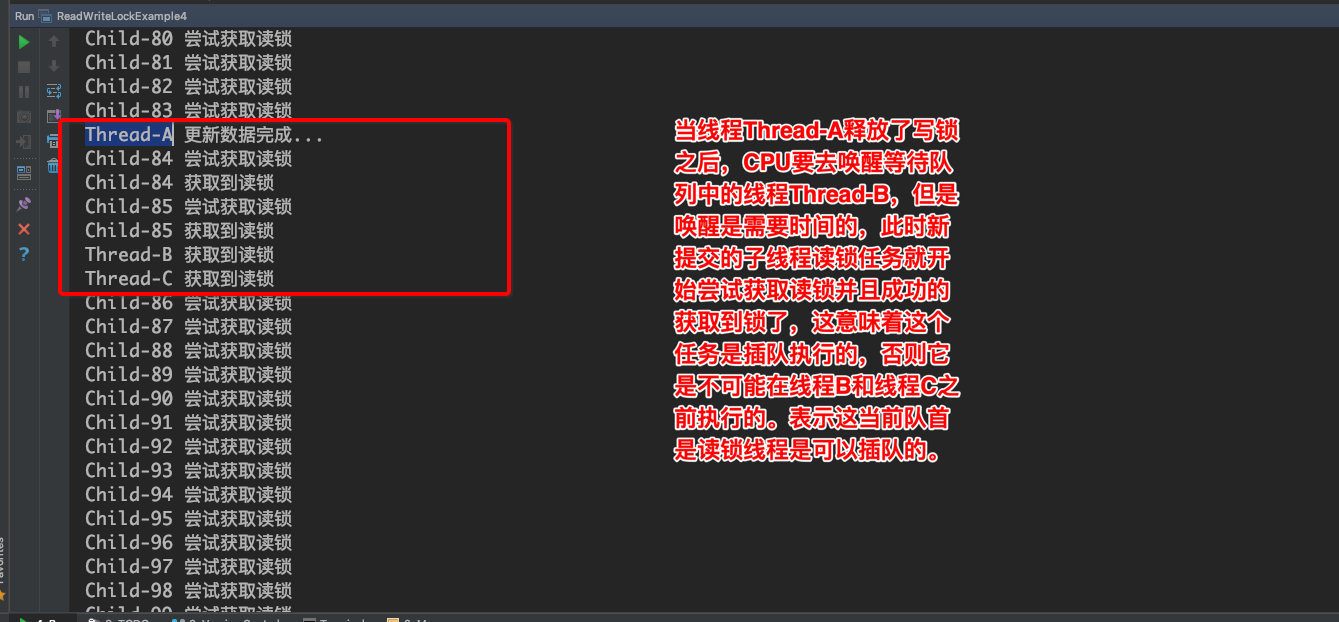 Run ReadWriteLockExample4
Child-80 尝试获取读锁
Child-81 尝试获取读锁
Child-82 尝试获取读锁
Child-83 尝试获取读锁
Thread-A 更新数据完成...
Child-84 尝试获取读锁
Child-84 获取到读锁
Child-85 尝试获取读锁
Child-85 获取到读锁
Thread-B 获取到读锁
Thread-C 获取到读锁
Child-86 尝试获取读锁
Child-87 尝试获取读锁
Child-88 尝试获取读锁
Child-89 尝试获取读锁
Child-90 尝试获取读锁
Child-91 尝试获取读锁
Child-92 尝试获取读锁
Child-93 尝试获取读锁
Child-94 尝试获取读锁
Child-95 尝试获取读锁
Child-96 尝试获取读锁
Child-97 尝试获取读锁
Child-98 尝试获取读锁
Child-99 尝试获取读锁
当线程Thread-A释放了写锁
之后，CPU要去唤醒等待队
列中的线程Thread-B，但是
唤醒是需要时间的，此时新
提交的子线程读锁任务就开
始尝试获取读锁并且成功的
获取到锁了，这意味着这个
任务是插队执行的，否则它
是不可能在线程B和线程C之
前执行的。表示这当前队首
是读锁线程是可以插队的。